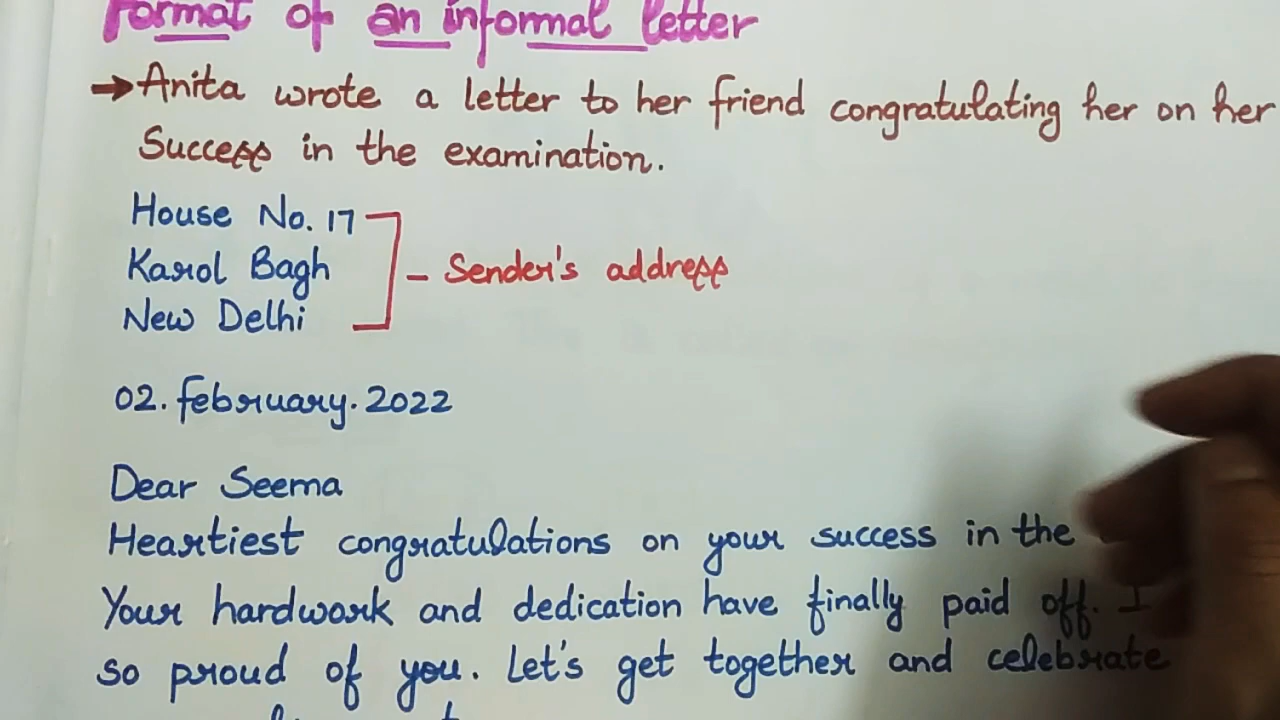 Format of an informal letter
→ Anita wrote a letter to her friend congratulating her on her
Success in the examination.
House No. 17
Karol Bagh
New Delhi
- Sender's address
02. february. 2022
Dear Seema
Heartiest congratulations on your success in the
Your hardwork and dedication have finally paid off. I
so proud of you. Let's get together and celebrate